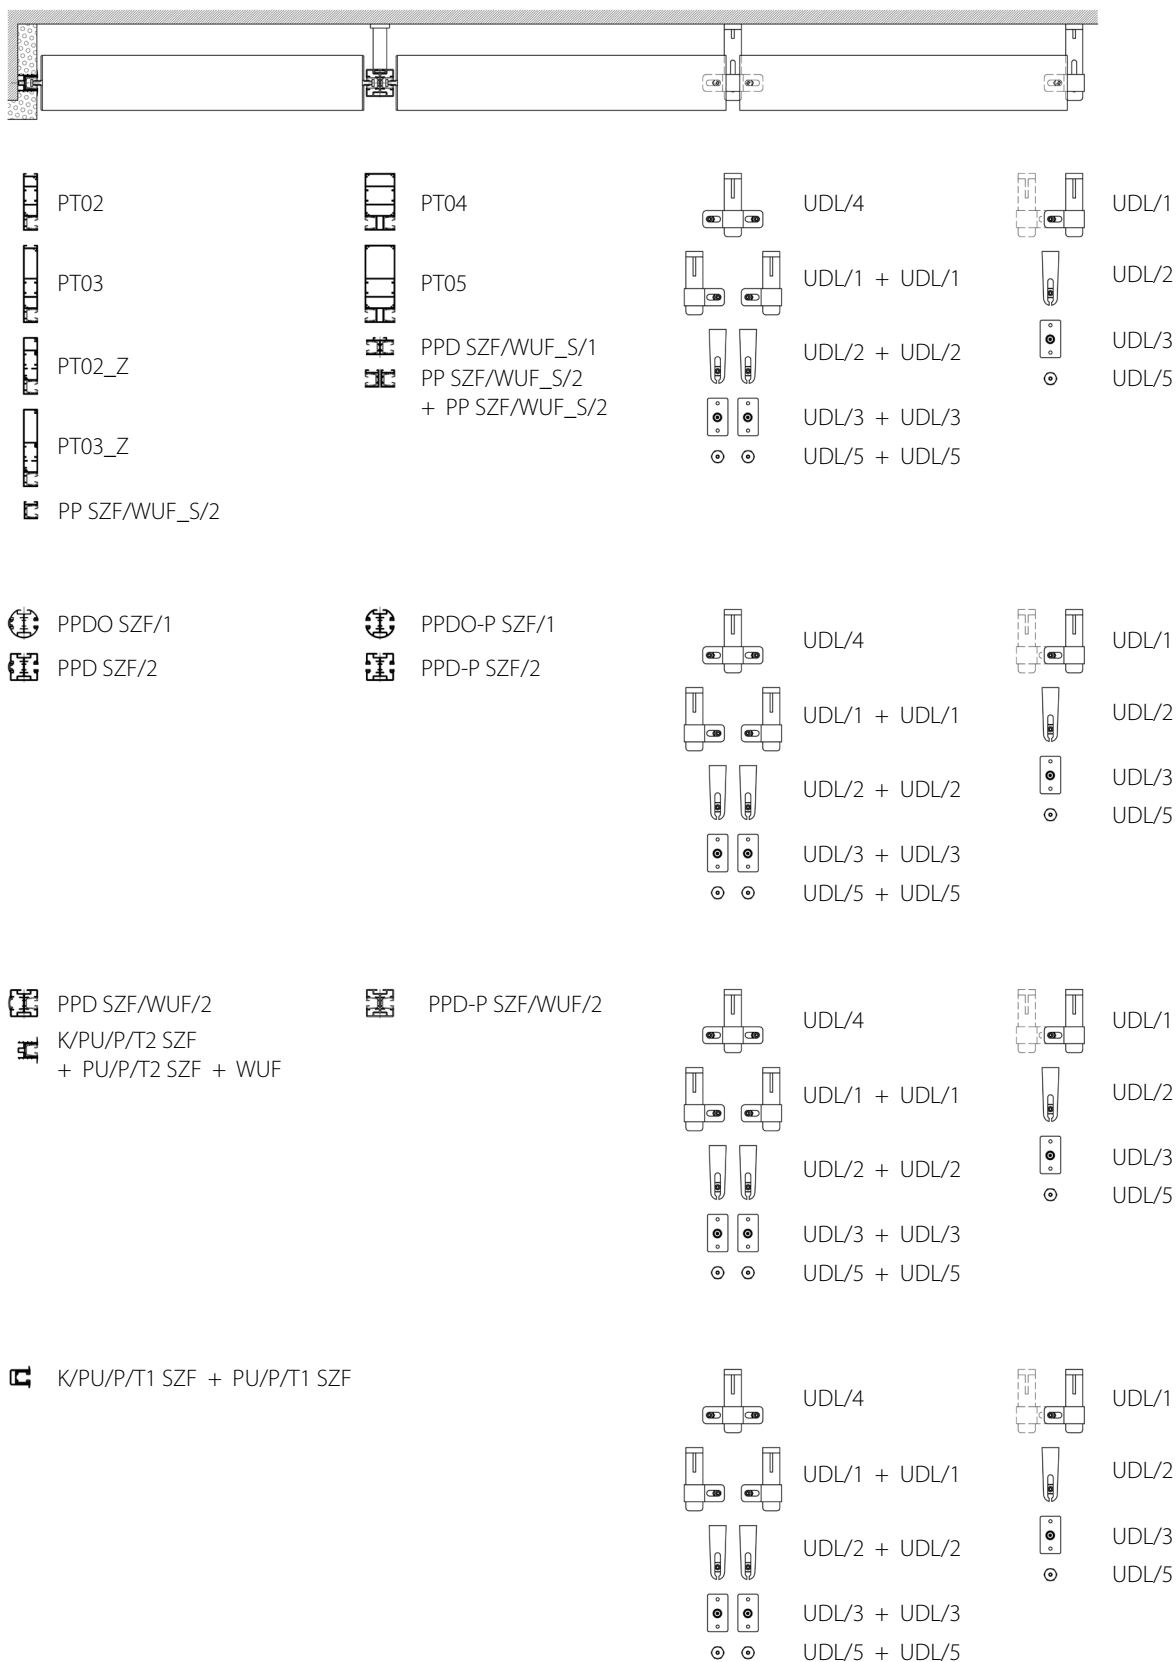 PT02
PT03
PT02_Z
PT03_Z
PP SZF/WUF_S/2
PT04
PT05
PPD SZF/WUF_S/1
PP SZF/WUF_S/2
+ PP SZF/WUF_S/2
UDL/4
UDL/1 + UDL/1
UDL/2 + UDL/2
UDL/3 + UDL/3
UDL/5 + UDL/5
UDL/1
UDL/2
UDL/3
UDL/5
PPDO SZF/1
PPD SZF/2
PPDO-P SZF/1
PPD-P SZF/2
UDL/4
UDL/1 + UDL/1
UDL/2 + UDL/2
UDL/3 + UDL/3
UDL/5 + UDL/5
UDL/1
UDL/2
UDL/3
UDL/5
PPD SZF/WUF/2
K/PU/P/T2 SZF
+ PU/P/T2 SZF + WUF
PPD-P SZF/WUF/2
UDL/4
UDL/1 + UDL/1
UDL/2 + UDL/2
UDL/3 + UDL/3
UDL/5 + UDL/5
UDL/1
UDL/2
UDL/3
UDL/5
K/PU/P/T1 SZF + PU/P/T1 SZF
UDL/4
UDL/1 + UDL/1
UDL/2 + UDL/2
UDL/3 + UDL/3
UDL/5 + UDL/5
UDL/1
UDL/2
UDL/3
UDL/5